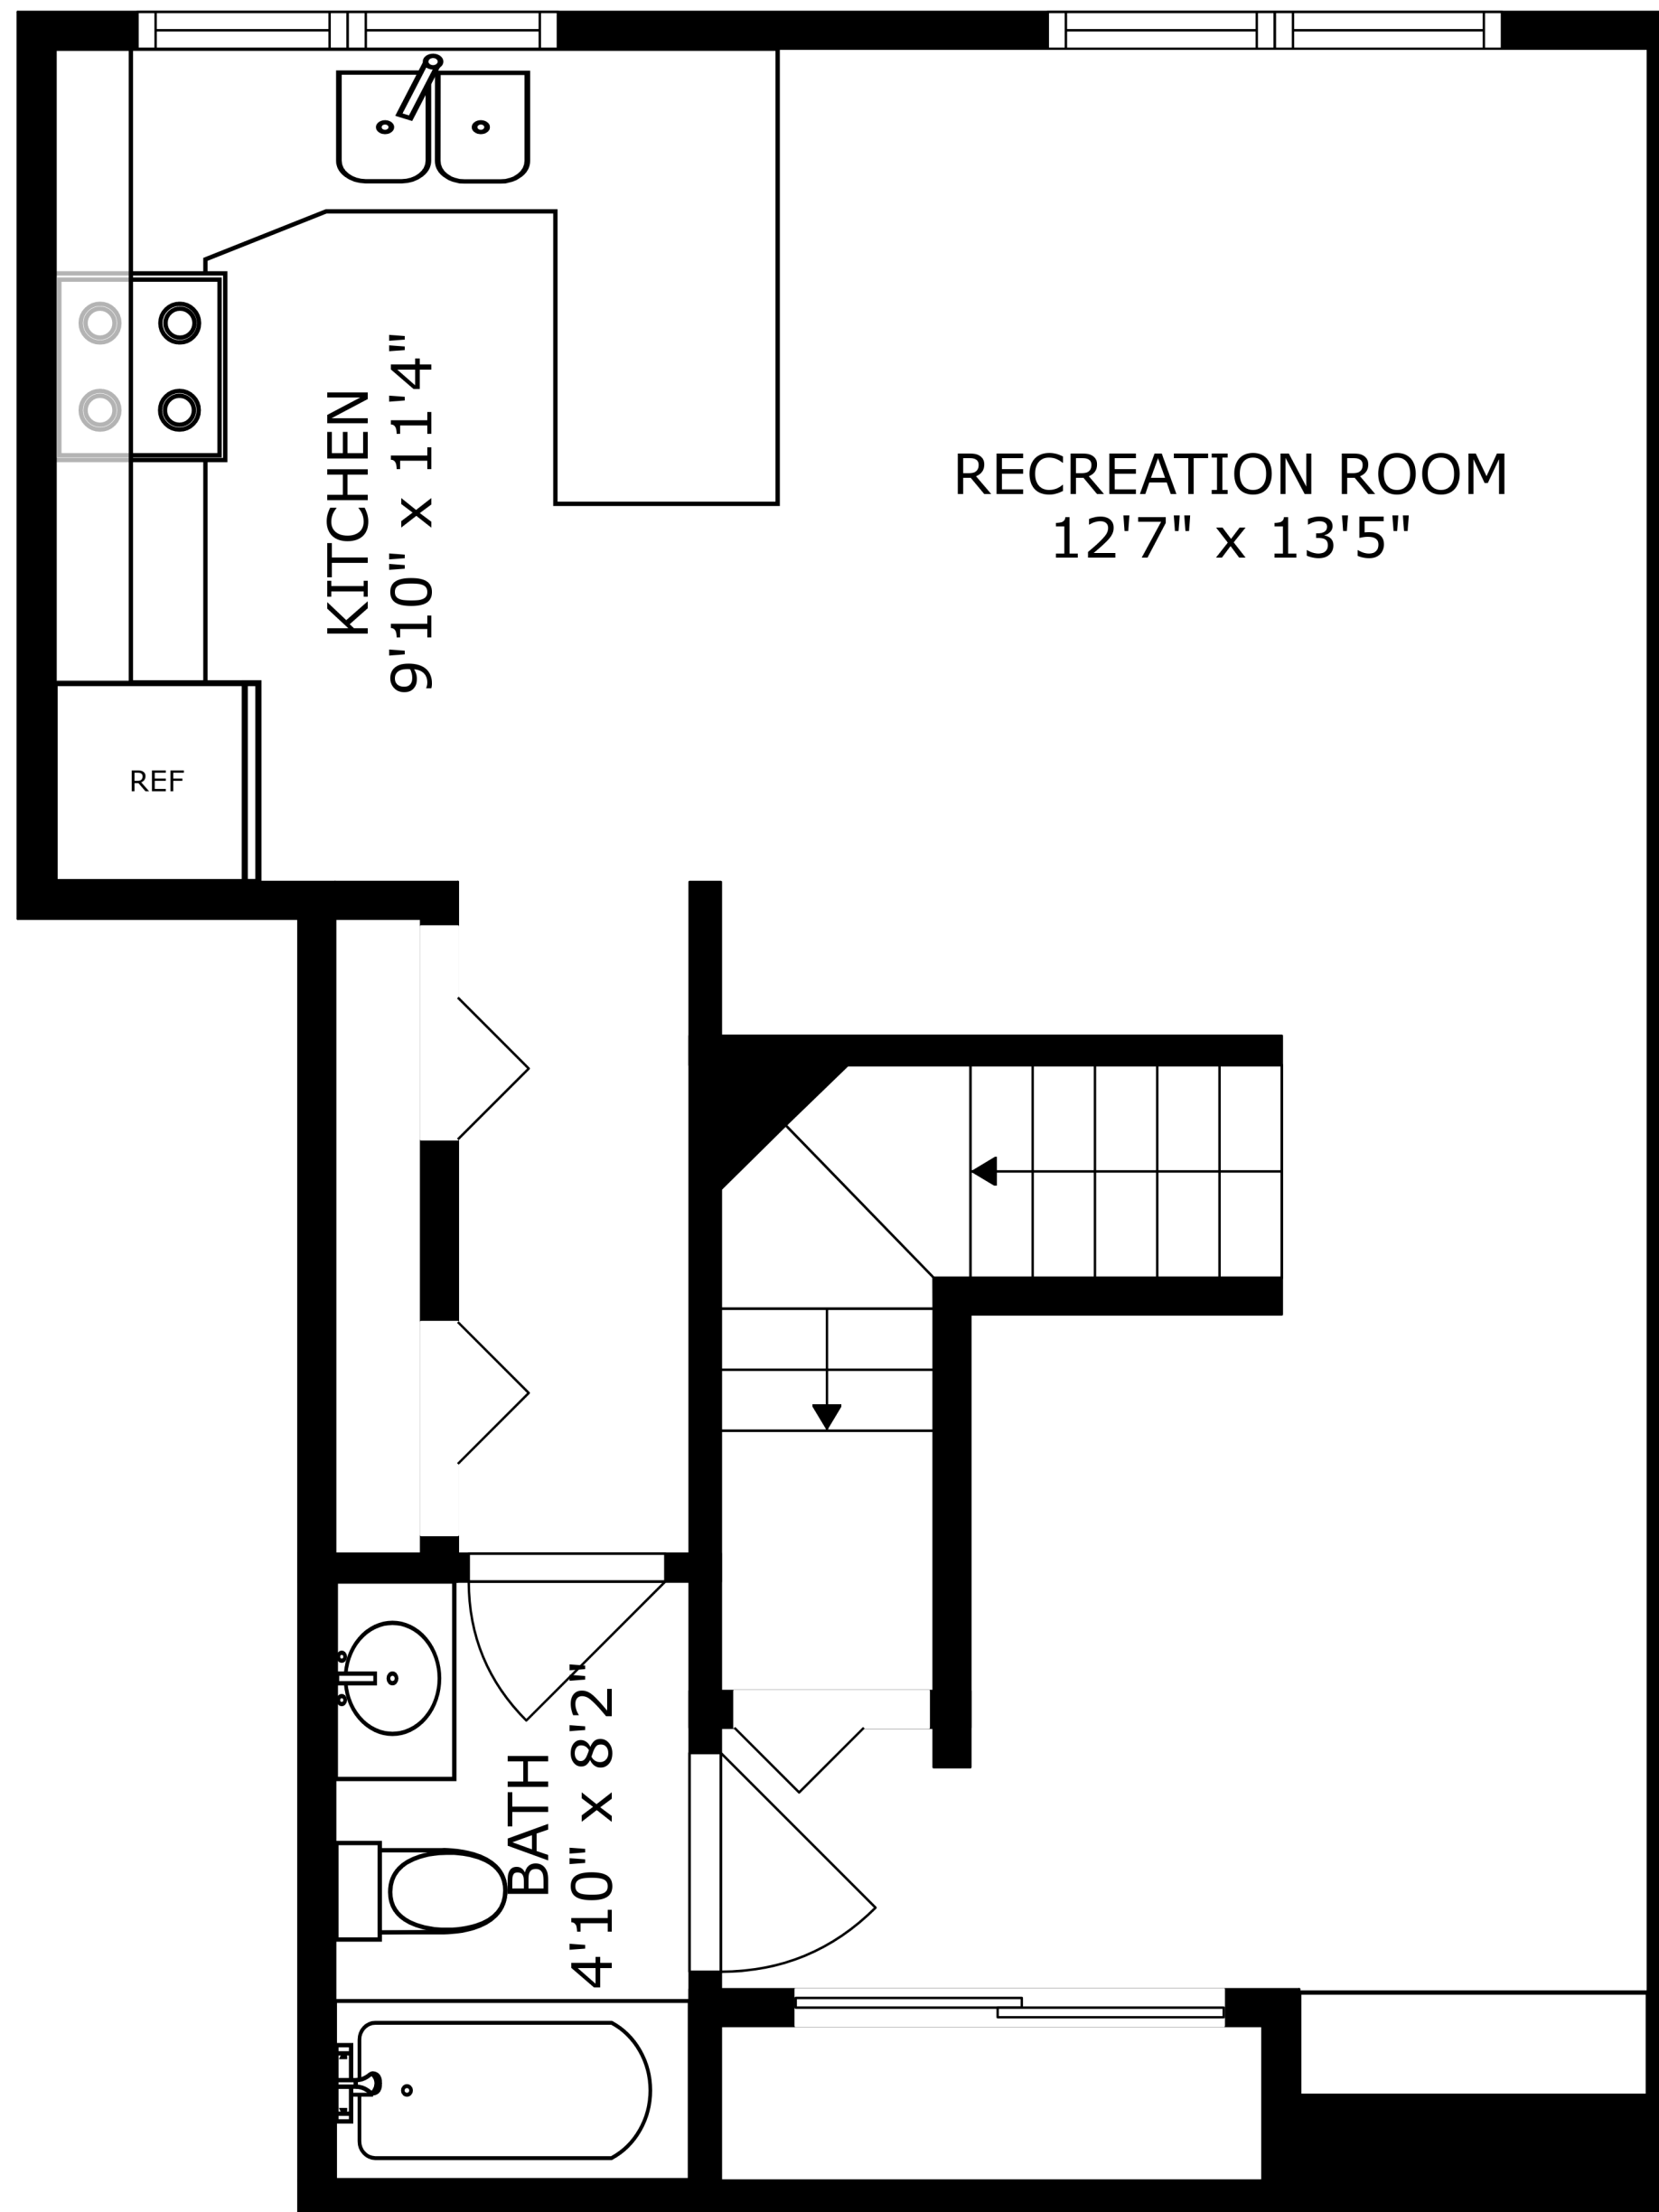 KITCHEN
9'10" x 11'4"
RECREATION ROOM
12'7" x 13'5"
REF
BATH
4'10" x 8'2"